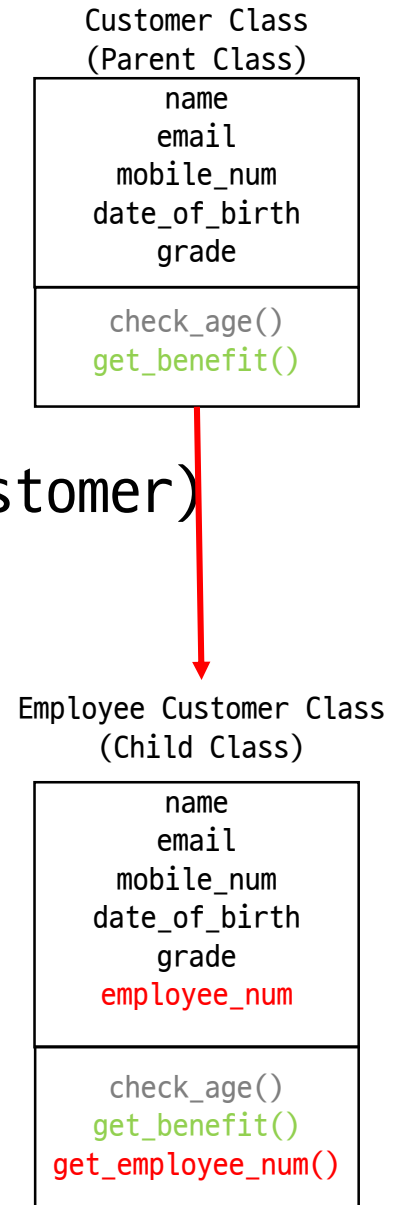 Customer Class
(Parent Class)
name
email
mobile_num
date_of_birth
grade
check_age()
get_benefit()
stomer)
Employee Customer Class
(Child Class)
name
email
mobile_num
date_of_birth
grade
employee_num
check_age()
get_benefit()
get_employee_num()